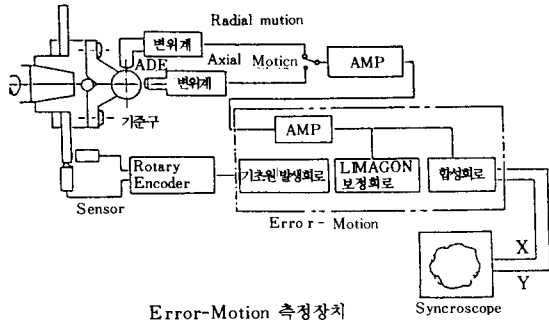 Radial mution
변위계
ADE
Axial Motion
AMP
변위계
기준구
AMP
Rotary
Encoder
기초원 발생회로
LIMAGON
보정회로
합성회로
Sensor
Error - Motion
X
Y
Syncroscope
Error-Motion 측정장치